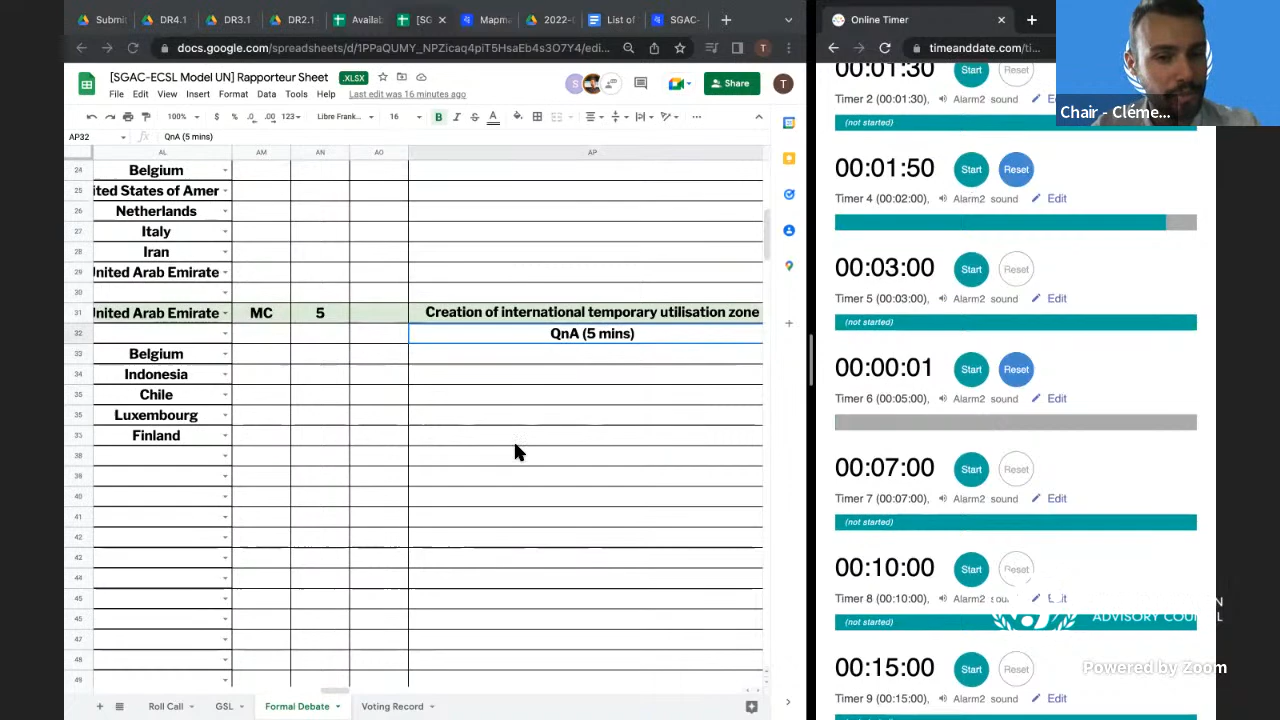 Submi
DR4.1
DR3.1
DR2.1
Availab
[SG
Mapma
2022-
List of
SGAC-
docs.google.com/spreadsheets/d/1PPaQUMY_NPZicaq4piT5HsaEb4s3O7Y4/edi...
T
[SGAC-ECSL Model UN] Rapporteur Sheet .XLSX
S
Share
T
File Edit View Insert Format Data Tools Help Last edit was 16 minutes ago
100% $ % .0 .00 123 Libre Frank... 16 B I S A
AP32 fx QnA (5 mins)
AL AM AN AO AP
24 Belgium
25 ited States of Amer
26 Netherlands
27 Italy
28 Iran
29 United Arab Emirate
30
31 United Arab Emirate MC 5 Creation of international temporary utilisation zone
32 QnA (5 mins)
33 Belgium
34 Indonesia
35 Chile
Luxembourg
Finland
38
40
41
42
44
45
47
48
49
Roll Call GSL Formal Debate Voting Record
Online Timer
timeanddate.com/ti...
00:01:30 Start Reset
Timer 2 (00:01:30), Alarm2 sound
(not started)
00:01:50 Start Reset
Timer 4 (00:02:00), Alarm2 sound Edit
00:03:00 Start Reset
Timer 5 (00:03:00), Alarm2 sound Edit
(not started)
00:00:01 Start Reset
Timer 6 (00:05:00), Alarm2 sound Edit
00:07:00 Start Reset
Timer 7 (00:07:00), Alarm2 sound Edit
(not started)
00:10:00 Start Reset
Timer 8 (00:10:00), Alarm2
(not started)
00:15:00 Start Reset
Timer 9 (00:15:00), Alarm2 sound Edit
(not started)
Chair - Cléme...
ADVISORY COUNCIL
Powered by Zoom